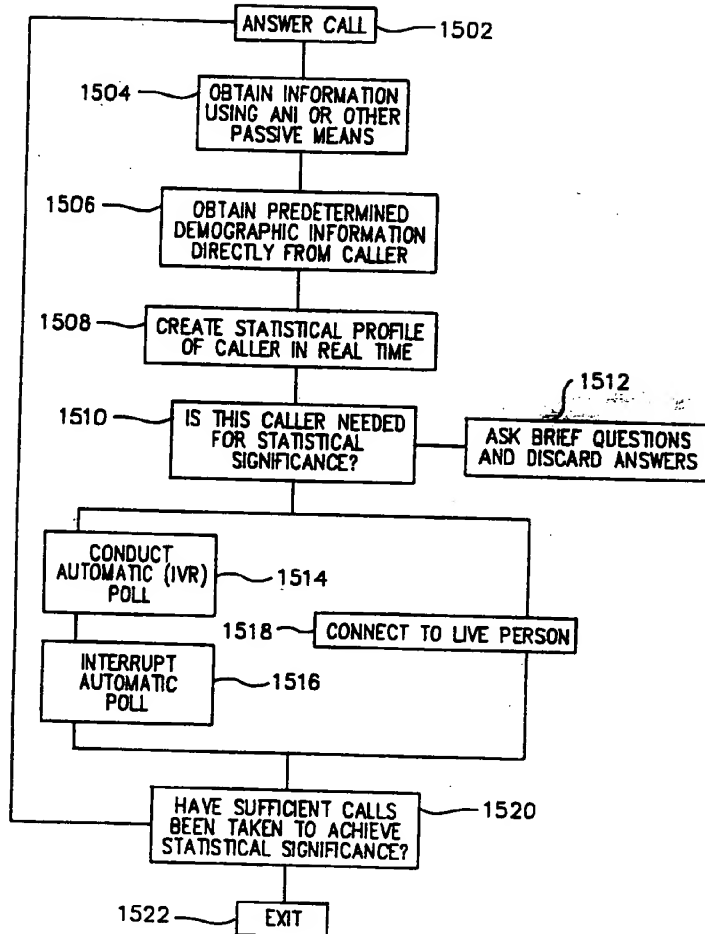 ANSWER CALL
1502
1504
OBTAIN INFORMATION
USING ANI OR OTHER
PASSIVE MEANS
1506
OBTAIN PREDETERMINED
DEMOGRAPHIC INFORMATION
DIRECTLY FROM CALLER
1508
CREATE STATISTICAL PROFILE
OF CALLER IN REAL TIME
1510
IS THIS CALLER NEEDED
FOR STATISTICAL
SIGNIFICANCE?
1512
ASK BRIEF QUESTIONS
AND DISCARD ANSWERS
CONDUCT
AUTOMATIC (IVR)
POLL
1514
INTERRUPT
AUTOMATIC
POLL
1516
1518
CONNECT TO LIVE PERSON
HAVE SUFFICIENT CALLS
BEEN TAKEN TO ACHIEVE
STATISTICAL SIGNIFICANCE?
1520
1522
EXIT